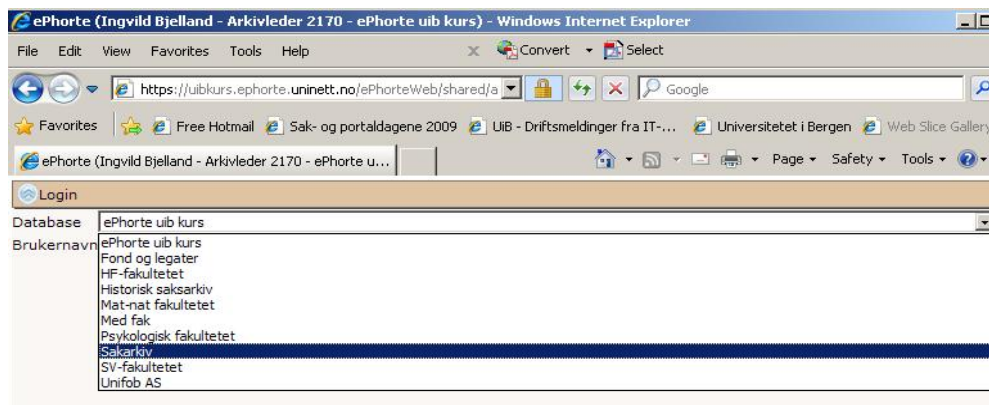 ePhorte (Ingvild Bjelland - Arkivleder 2170 - ePhorte uib kurs) - Windows Internet Explorer
File Edit View Favorites Tools Help Convert Select
https://uibkurs.ephorte.uninett.no/ePhorteWeb/shared/a Google
Favorites Free Hotmail Sak- og portaldagene 2009 UiB - Driftsmeldinger fra IT-... Universitetet i Bergen Web Slice Gallery
ePhorte (Ingvild Bjelland - Arkivleder 2170 - ePhorte u... Page Safety Tools
Login
Database ePhorte uib kurs
Brukernavn ePhorte uib kurs
Fond og legater
HF-fakultetet
Historisk saksarkiv
Mat-nat fakultetet
Med fak
Psykologisk fakultetet
Sakarkiv
SV-fakultetet
Unifob AS